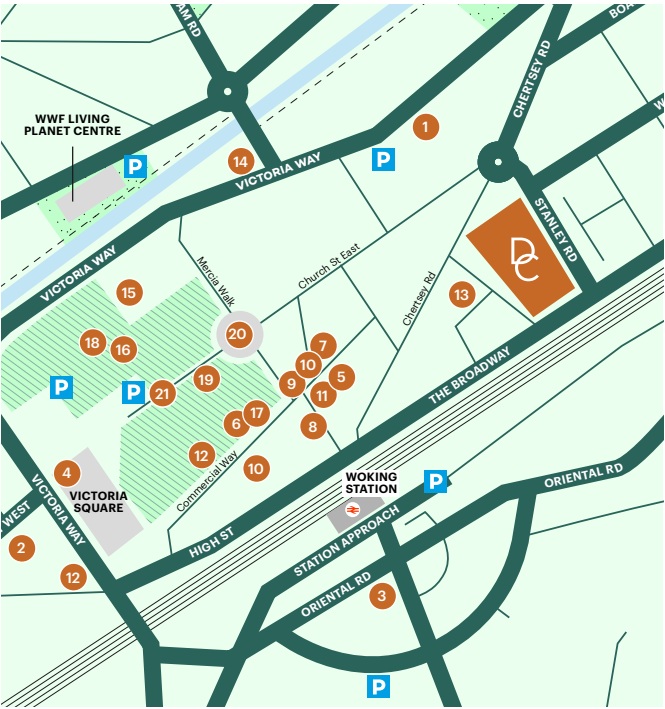 AM RD
BOA
CHERTSEY RD
WWF LIVING
PLANET CENTRE
P
1
14
P
VICTORIA WAY
W
STANLEY RD
DC
VICTORIA WAY
Mercia Walk
Church St East
Chertsey Rd
15
13
20
18
16
7
10
P
P
21
19
9
5
11
6
17
8
THE BROADWAY
12
10
Commercial Way
4
VICTORIA
SQUARE
VICTORIA WAY
WOKING
STATION
P
ORIENTAL RD
WEST
2
HIGH ST
STATION APPROACH
12
ORIENTAL RD
3
P